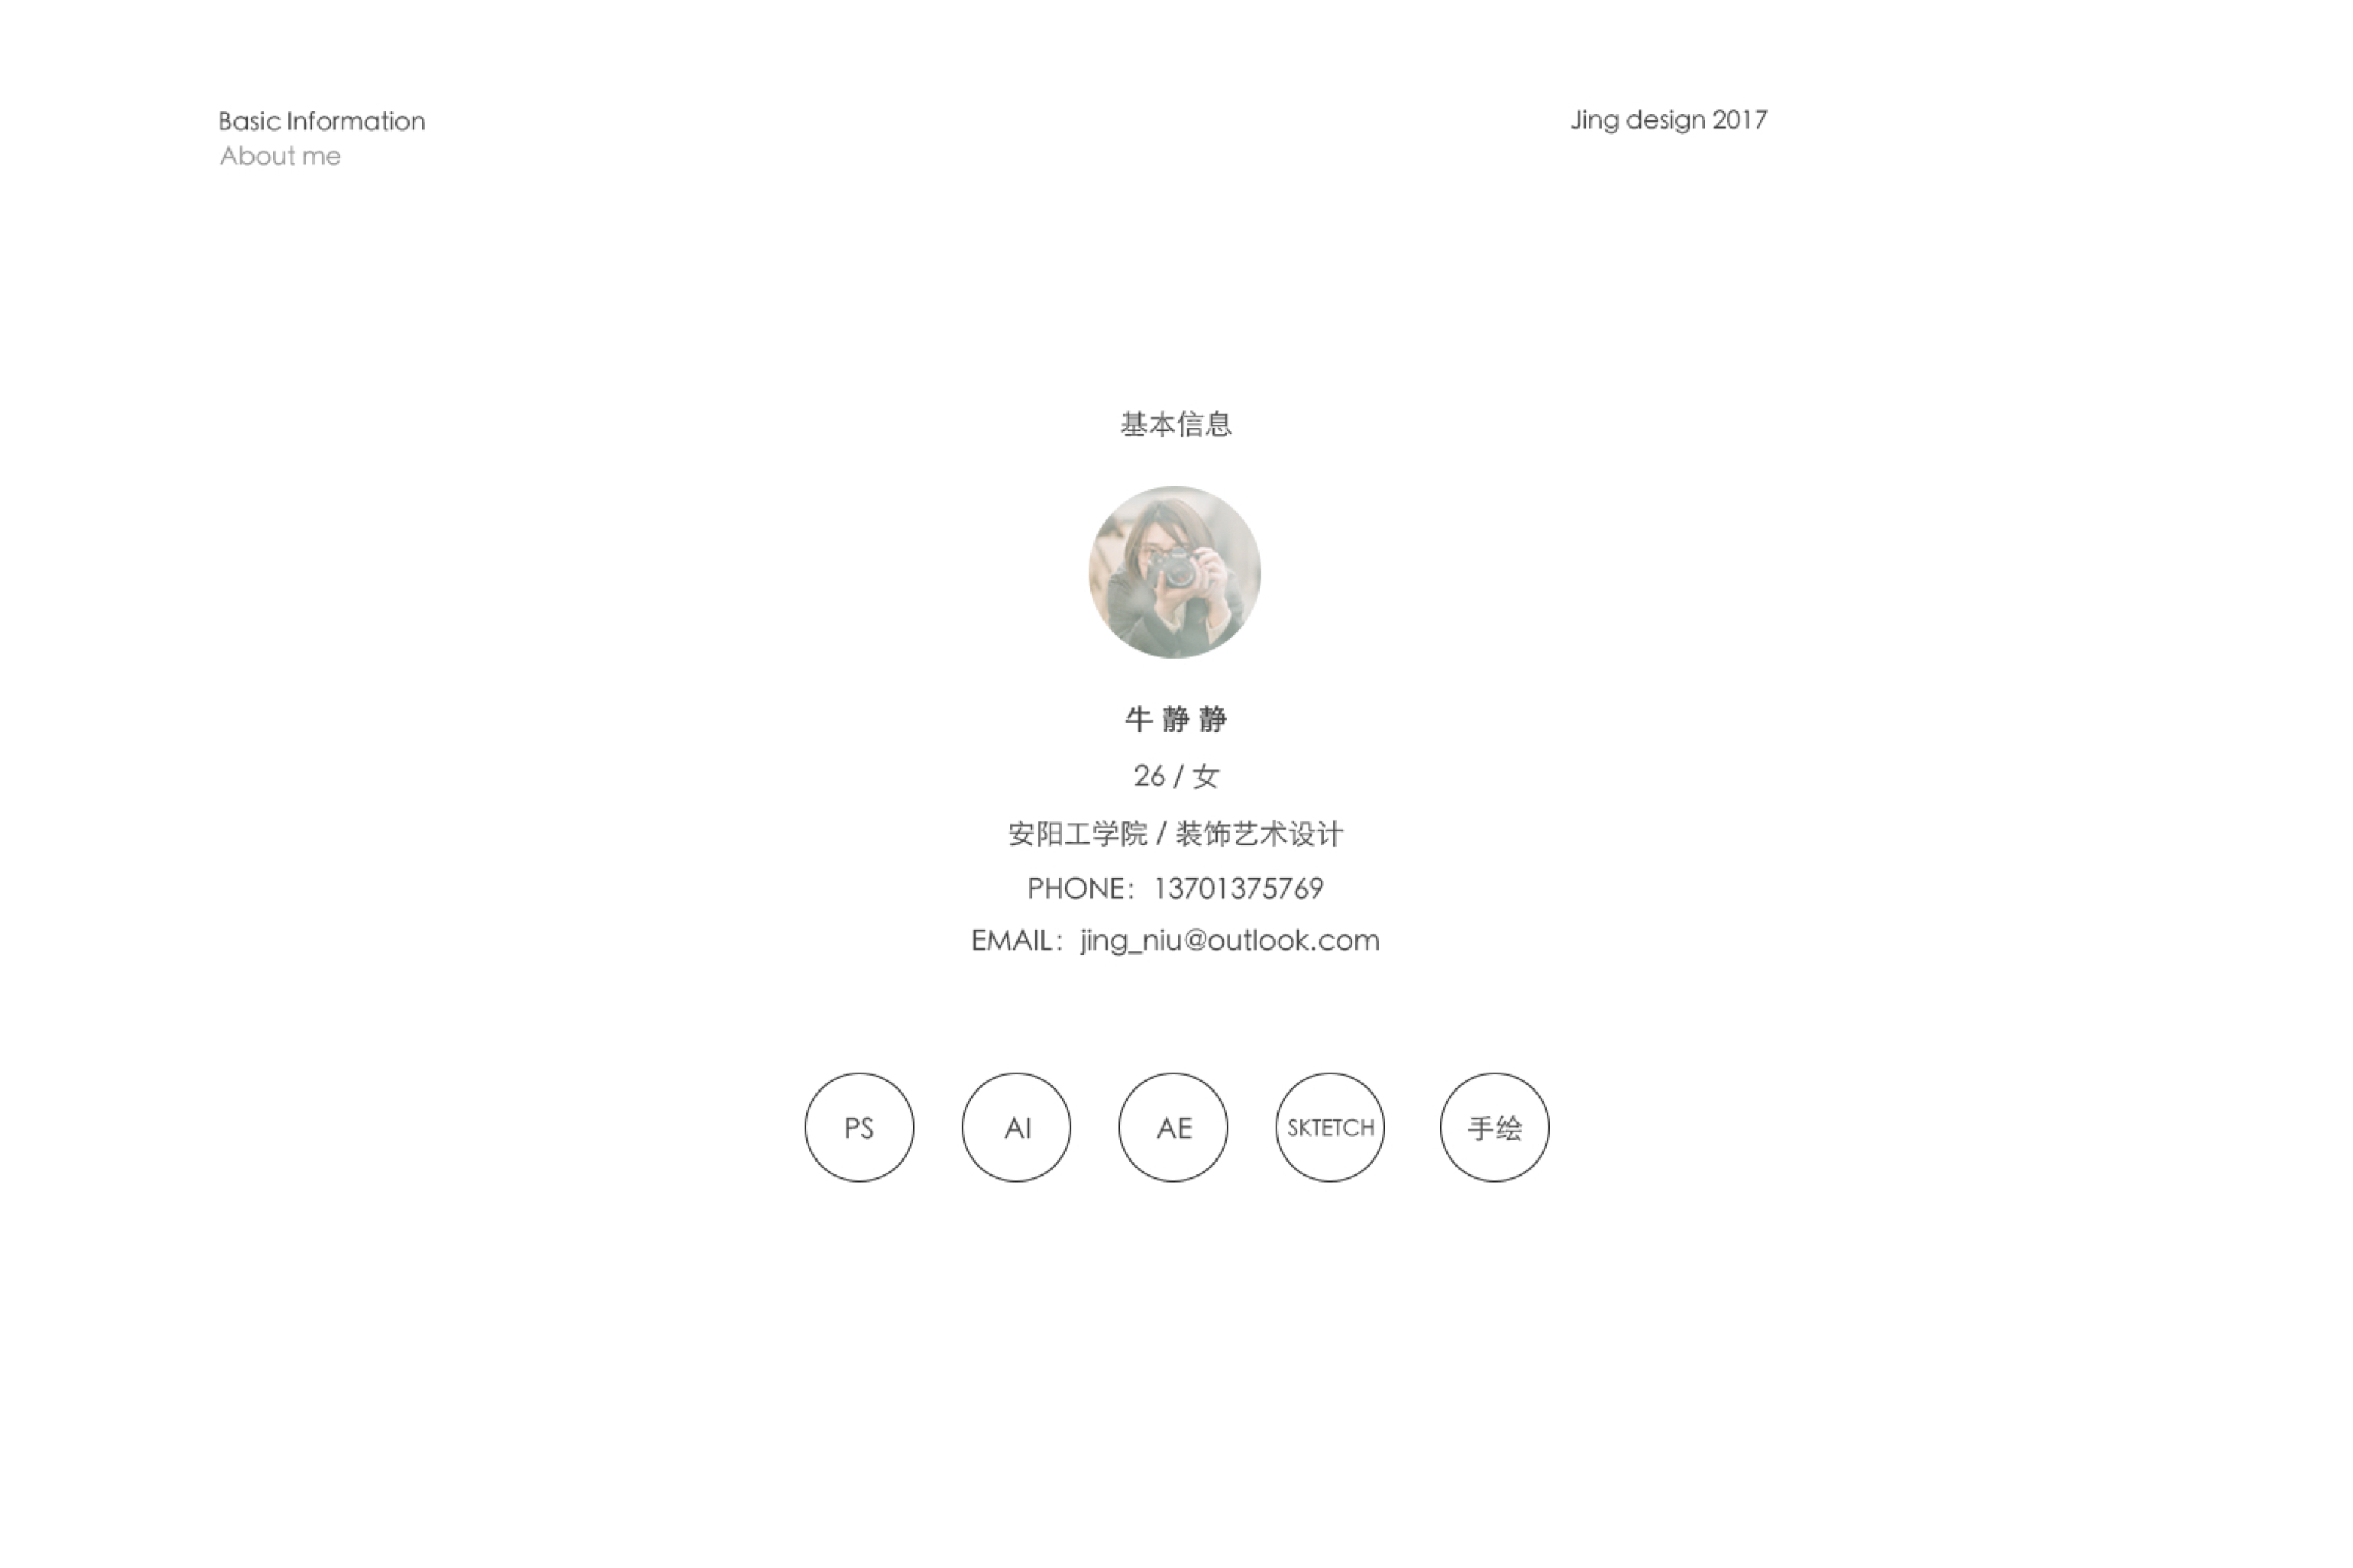 Basic Information
About me
Jing design 2017
基本信息
牛 静 静
26 / 女
安阳工学院 / 装饰艺术设计
PHONE：13701375769
EMAIL：jing_niu@outlook.com
PS
AI
AE
SKTETCH
手绘